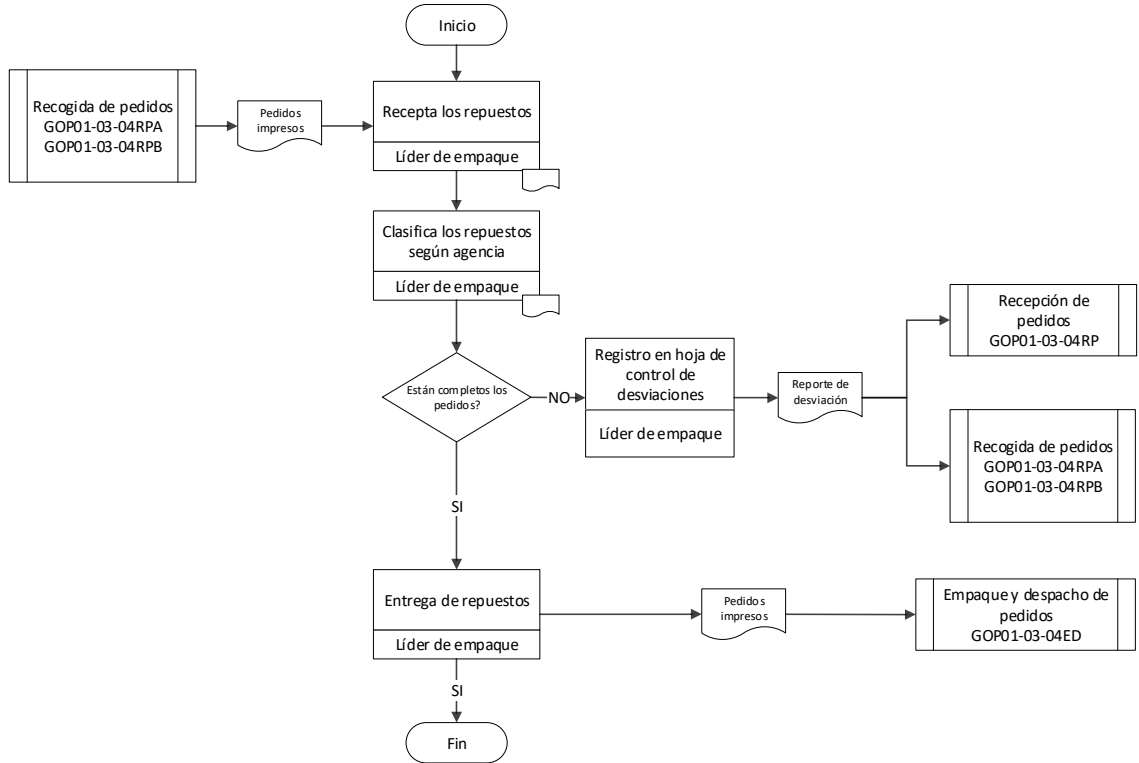 Inicio
Recogida de pedidos
GOP01-03-04RPA
GOP01-03-04RPB
Pedidos
impresos
Recepta los repuestos
Líder de empaque
Clasifica los repuestos
según agencia
Líder de empaque
Están completos los
pedidos?
NO
Registro en hoja de
control de
desviaciones
Líder de empaque
Reporte de
desviación
Recepción de
pedidos
GOP01-03-04RP
Recogida de pedidos
GOP01-03-04RPA
GOP01-03-04RPB
SI
Entrega de repuestos
Líder de empaque
Pedidos
impresos
Empaque y despacho de
pedidos
GOP01-03-04ED
SI
Fin